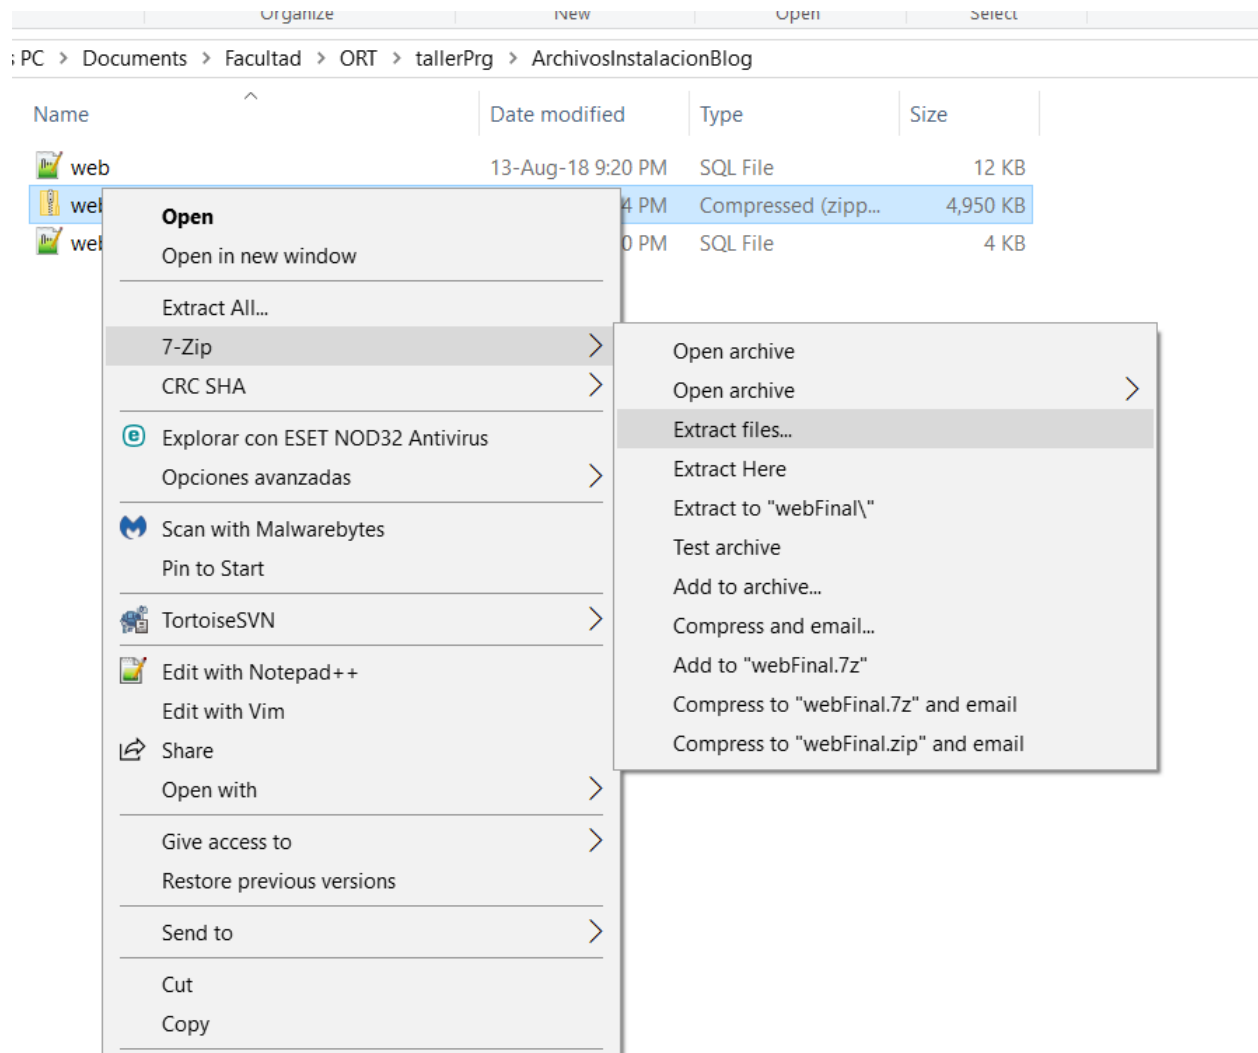 Organize New Open Select
PC > Documents > Facultad > ORT > tallerPrg > ArchivosInstalacionBlog
Name Date modified Type Size
web 13-Aug-18 9:20 PM SQL File 12 KB
PM Compressed (zipp... 4,950 KB
PM SQL File 4 KB
Open
Open in new window
Extract All...
7-Zip
CRC SHA
Explorar con ESET NOD32 Antivirus
Opciones avanzadas
Scan with Malwarebytes
Pin to Start
TortoiseSVN
Edit with Notepad++
Edit with Vim
Share
Open with
Give access to
Restore previous versions
Send to
Cut
Copy
Open archive
Open archive
Extract files...
Extract Here
Extract to "webFinal\"
Test archive
Add to archive...
Compress and email...
Add to "webFinal.7z"
Compress to "webFinal.7z" and email
Compress to "webFinal.zip" and email